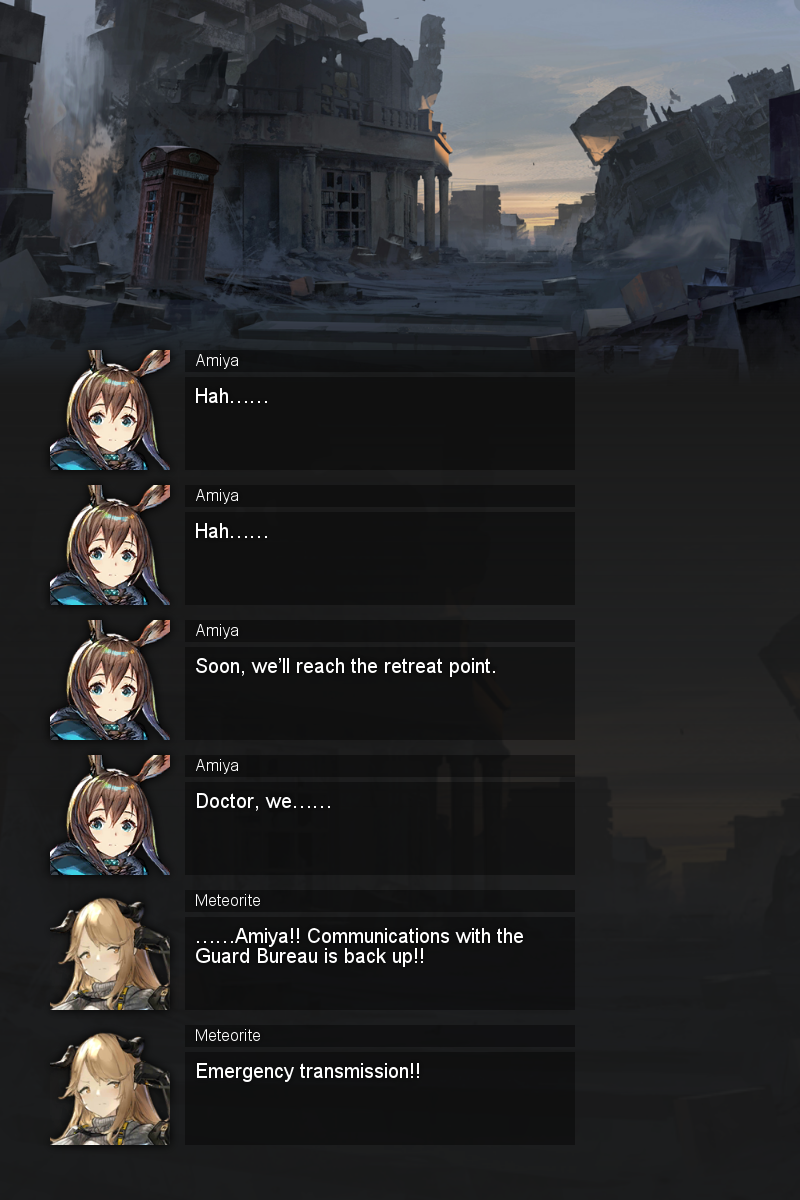 Amiya
Hah……
Amiya
Hah……
Amiya
Soon, we’ll reach the retreat point.
Amiya
Doctor, we……
Meteorite
……Amiya!! Communications with the
Guard Bureau is back up!!
Meteorite
Emergency transmission!!